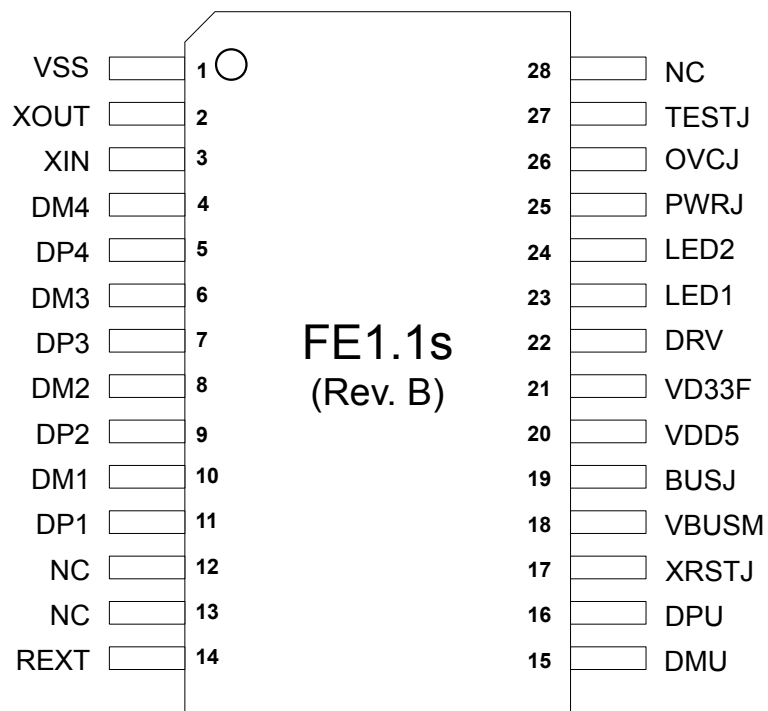 VSS 1 28 NC
XOUT 2 27 TESTJ
XIN 3 26 OVCJ
DM4 4 25 PWRJ
DP4 5 24 LED2
DM3 6 23 LED1
DP3 7 22 DRV
FE1.1s
(Rev. B)
DM2 8 21 VD33F
DP2 9 20 VDD5
DM1 10 19 BUSJ
DP1 11 18 VBUSM
NC 12 17 XRSTJ
NC 13 16 DPU
REXT 14 15 DMU